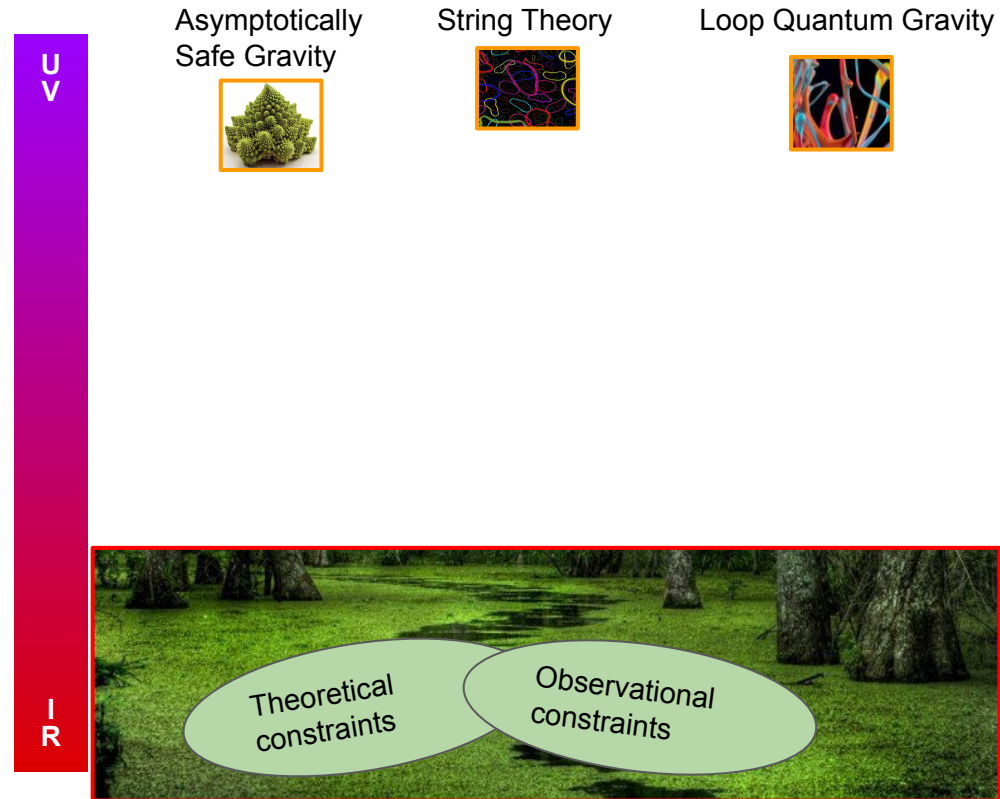 Asymptotically
Safe Gravity
String Theory
Loop Quantum Gravity
U
V
Theoretical
constraints
Observational
constraints
I
R